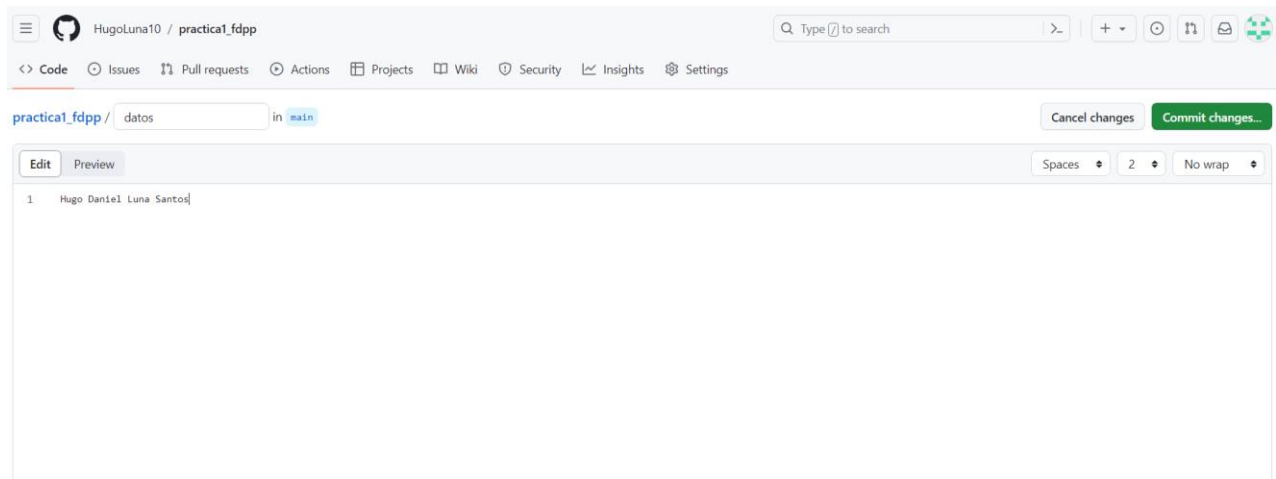 HugoLuna10 / practica1_fdpp
Type / to search
Code Issues Pull requests Actions Projects Wiki Security Insights Settings
practica1_fdpp / datos in main
Cancel changes Commit changes...
Edit Preview
Spaces 2 No wrap
1 Hugo Daniel Luna Santos